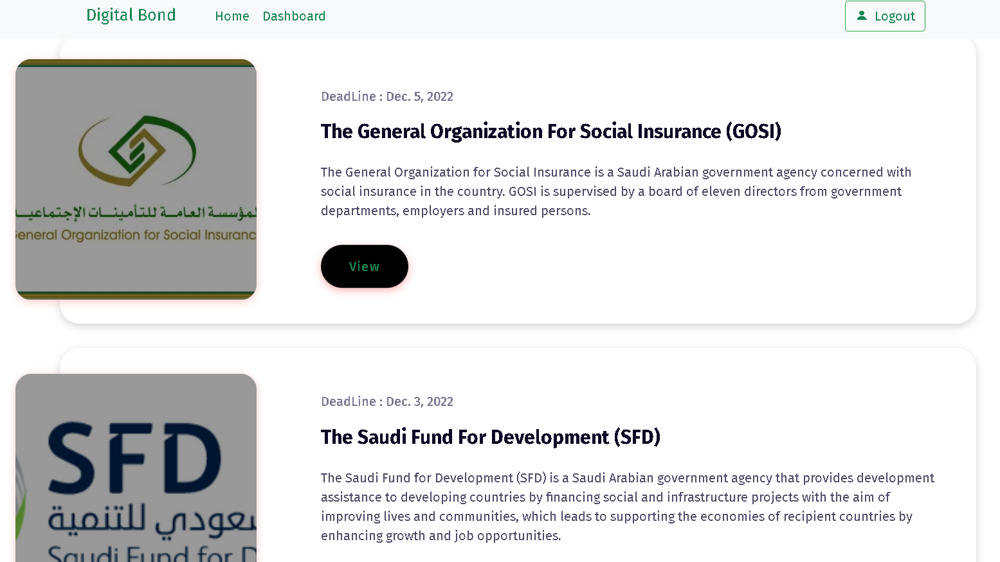 Digital Bond
Home
Dashboard
Logout
DeadLine : Dec. 5, 2022
The General Organization For Social Insurance (GOSI)
The General Organization for Social Insurance is a Saudi Arabian government agency concerned with
social insurance in the country. GOSI is supervised by a board of eleven directors from government
departments, employers and insured persons.
View
لمؤسسة العامة للتأمينات الإجتماعيـ
General Organization for Social Insuranc
DeadLine : Dec. 3, 2022
The Saudi Fund For Development (SFD)
The Saudi Fund for Development (SFD) is a Saudi Arabian government agency that provides development
assistance to developing countries by financing social and infrastructure projects with the aim of
improving lives and communities, which leads to supporting the economies of recipient countries by
enhancing growth and job opportunities.
SFD
سعودي للتنمية
Saudi Fund for D